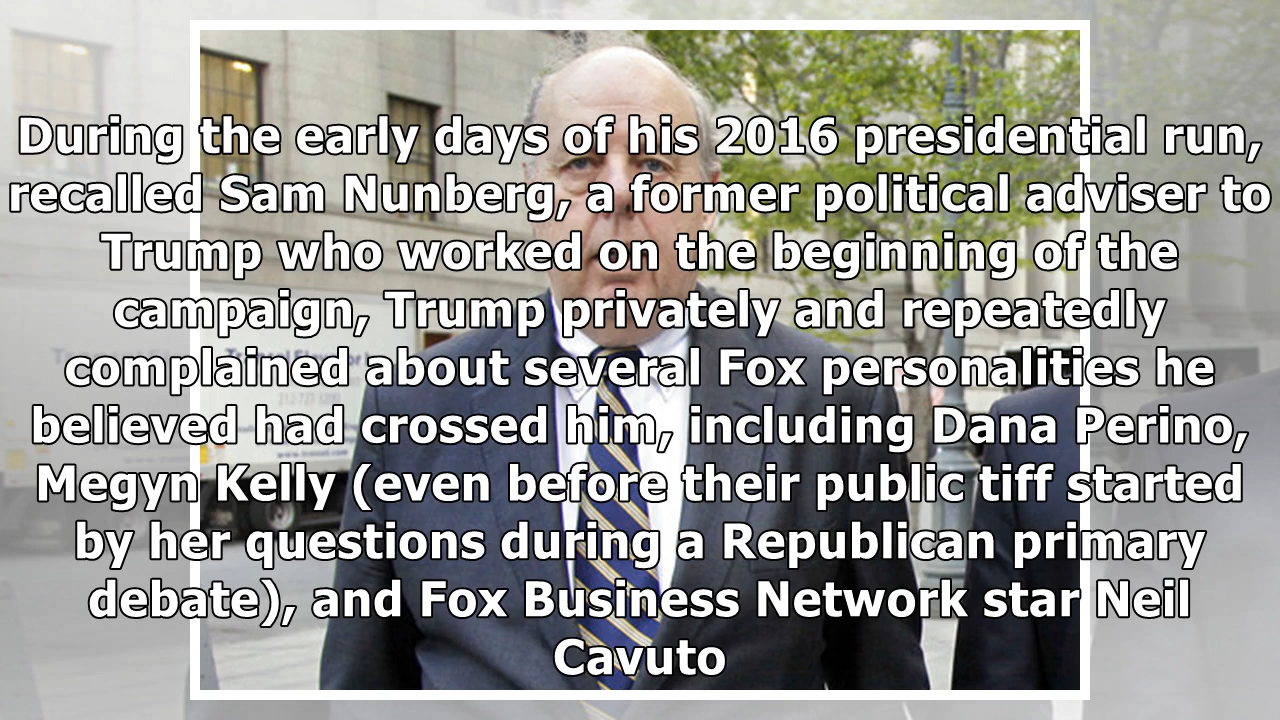 During the early days of his 2016 presidential run,
recalled Sam Nunberg, a former political adviser to
Trump who worked on the beginning of the
campaign, Trump privately and repeatedly
complained about several Fox personalities he
believed had crossed him, including Dana Perino,
Megyn Kelly (even before their public tiff started
by her questions during a Republican primary
debate), and Fox Business Network star Neil
Cavuto